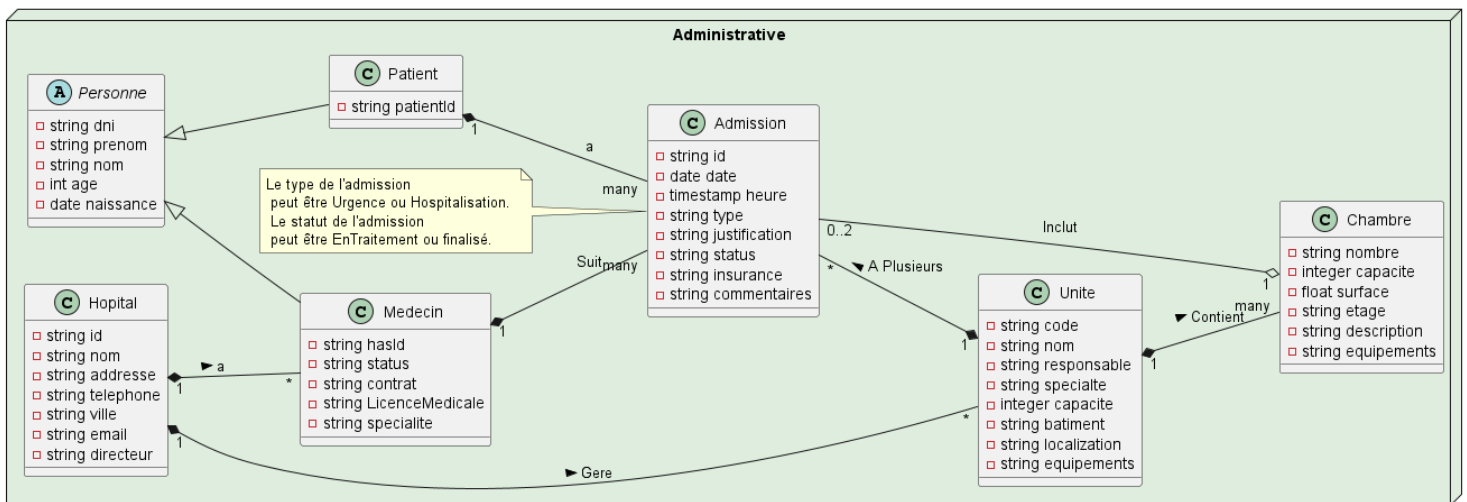 Administrative
A Personne
string dni
string prenom
string nom
int age
date naissance
C Patient
string patientId
1
a
many
Le type de l'admission
peut être Urgence ou Hospitalisation.
Le statut de l'admission
peut être EnTraitement ou finalisé.
C Admission
string id
date date
timestamp heure
string type
string justification
string status
string insurance
string commentaires
0..2
Inclut
1
* A Plusieurs
1
Suit many
1
C Chambre
string nombre
integer capacite
float surface
string etage
string description
string equipements
many
Contient
1
C Unite
string code
string nom
string responsable
string specialte
integer capacite
string batiment
string localization
string equipements
C Hopital
string id
string nom
string addresse
string telephone
string ville
string email
string directeur
a
1
*
C Medecin
string hasId
string status
string contrat
string LicenceMedicale
string specialite
1
Gere
*